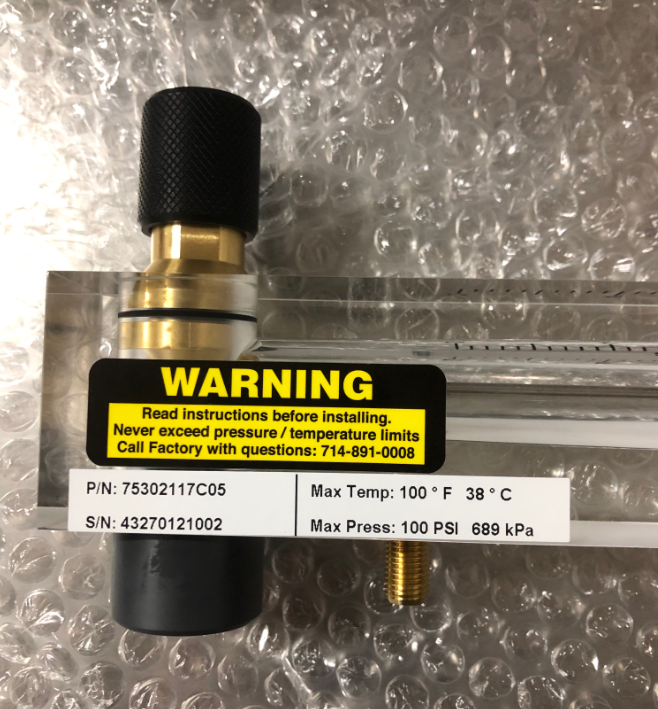 WARNING
Read instructions before installing.
Never exceed pressure / temperature limits
Call Factory with questions: 714-891-0008
P/N: 75302117C05
Max Temp: 100 ° F 38 ° C
S/N: 43270121002
Max Press: 100 PSI 689 kPa